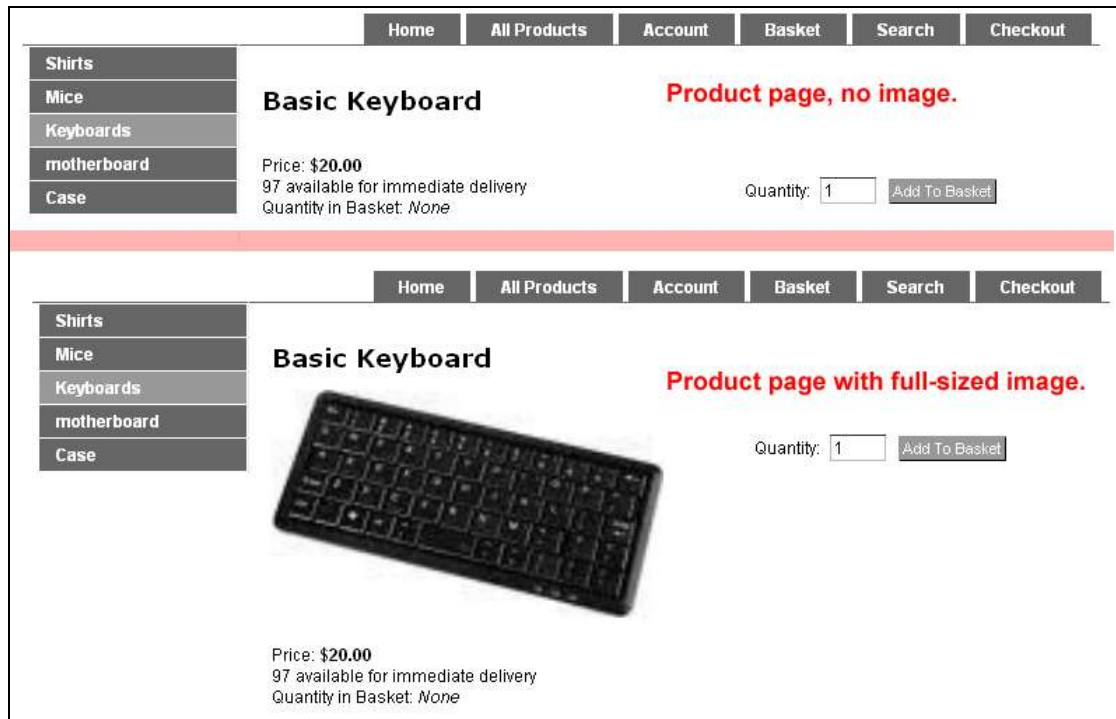 Home All Products Account Basket Search Checkout
Shirts
Mice
Keyboards
motherboard
Case
Basic Keyboard
Product page, no image.
Price: $20.00
97 available for immediate delivery
Quantity in Basket: None
Quantity: 1 Add To Basket
Home All Products Account Basket Search Checkout
Shirts
Mice
Keyboards
motherboard
Case
Basic Keyboard
Product page with full-sized image.
Quantity: 1 Add To Basket
Price: $20.00
97 available for immediate delivery
Quantity in Basket: None